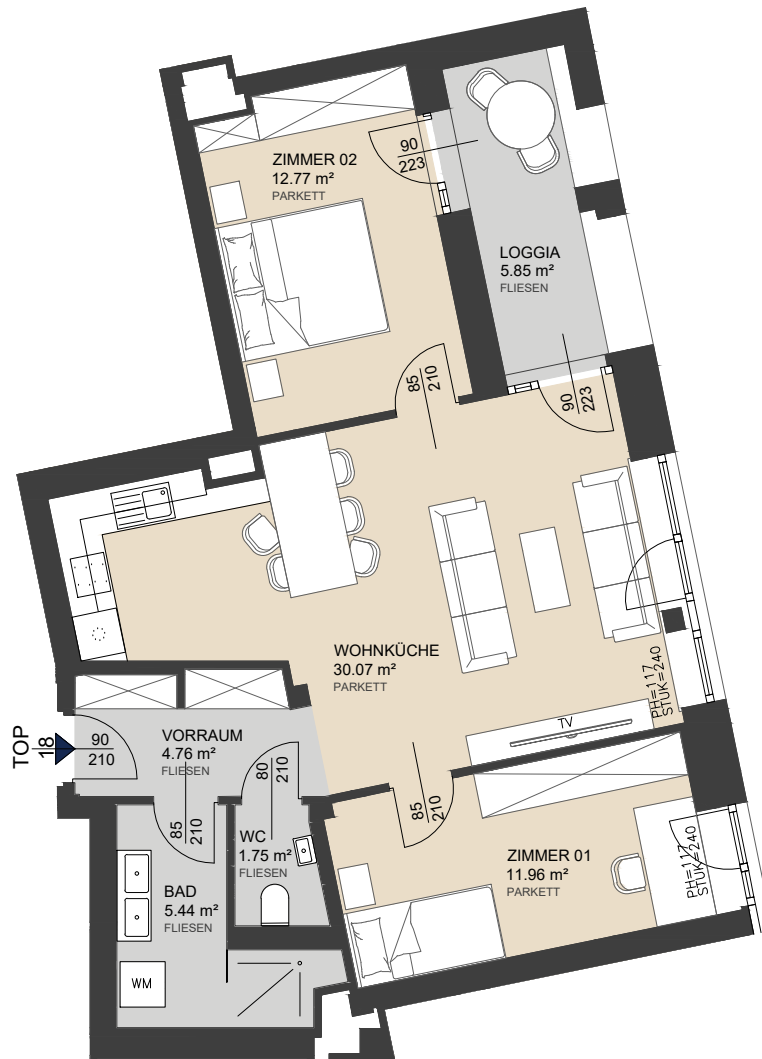 ZIMMER 02
12.77 m²
PARKETT
90
223
LOGGIA
5.85 m²
FLIESEN
85
210
90
223
WOHNKÜCHE
30.07 m²
PARKETT
PH=117
STUK=240
TV
TOP
18
90
210
VORRAUM
4.76 m²
FLIESEN
80
210
85
210
85
210
WC
1.75 m²
FLIESEN
ZIMMER 01
11.96 m²
PARKETT
PH=117
STUK=240
BAD
5.44 m²
FLIESEN
WM